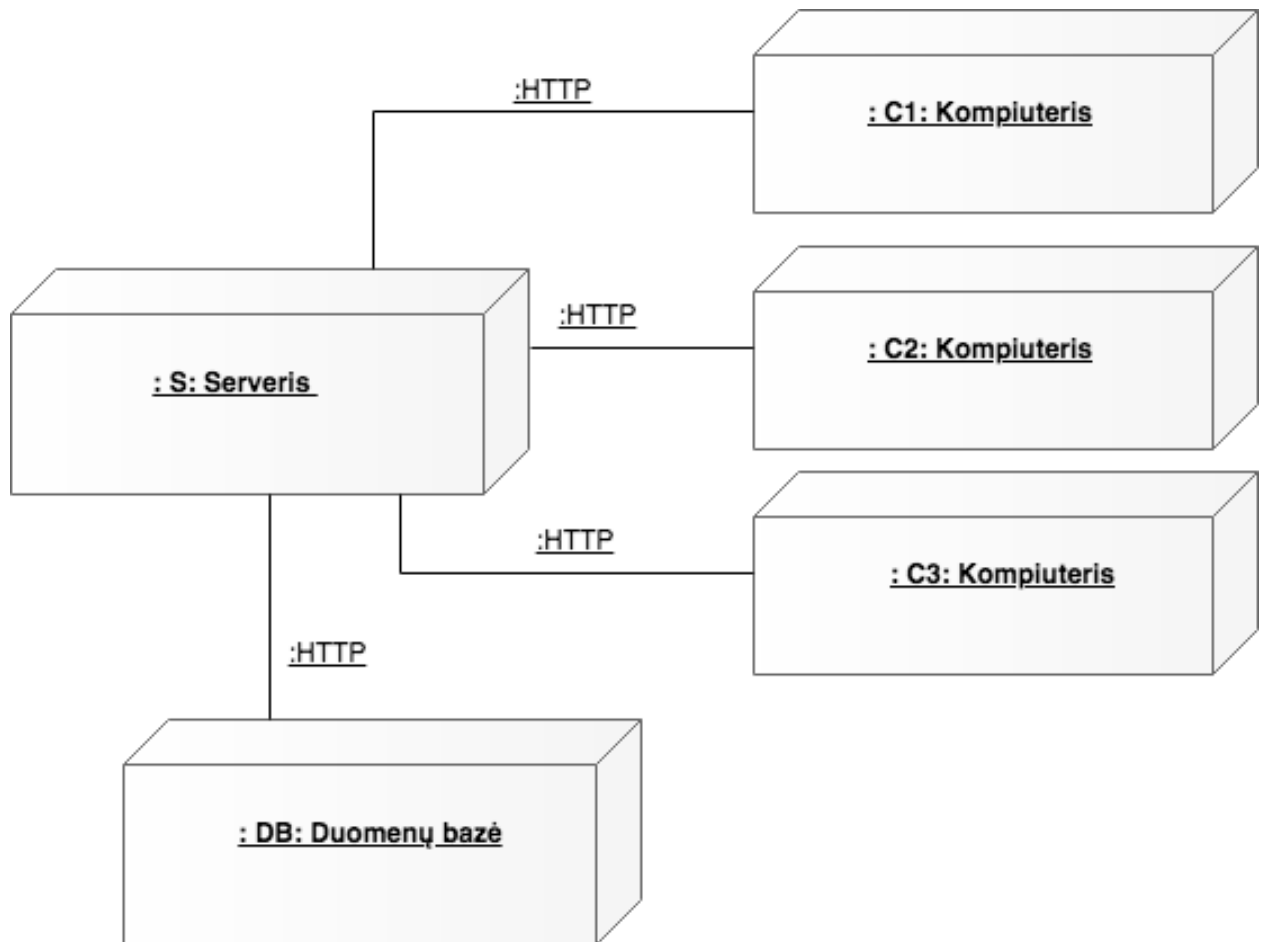 :HTTP
: C1: Kompiuteris
:HTTP
: C2: Kompiuteris
: S: Serveris
:HTTP
: C3: Kompiuteris
:HTTP
: DB: Duomenų bazė